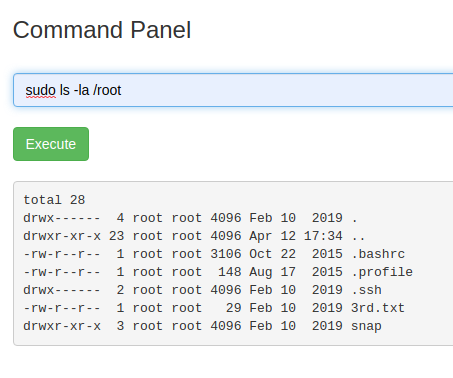 Command Panel
sudo ls -la /root
Execute
total 28
drwx------  4 root root 4096 Feb 10  2019 .
drwxr-xr-x 23 root root 4096 Apr 12 17:34 ..
-rw-r--r--  1 root root 3106 Oct 22  2015 .bashrc
-rw-r--r--  1 root root  148 Aug 17  2015 .profile
drwx------  2 root root 4096 Feb 10  2019 .ssh
-rw-r--r--  1 root root   29 Feb 10  2019 3rd.txt
drwxr-xr-x  3 root root 4096 Feb 10  2019 snap